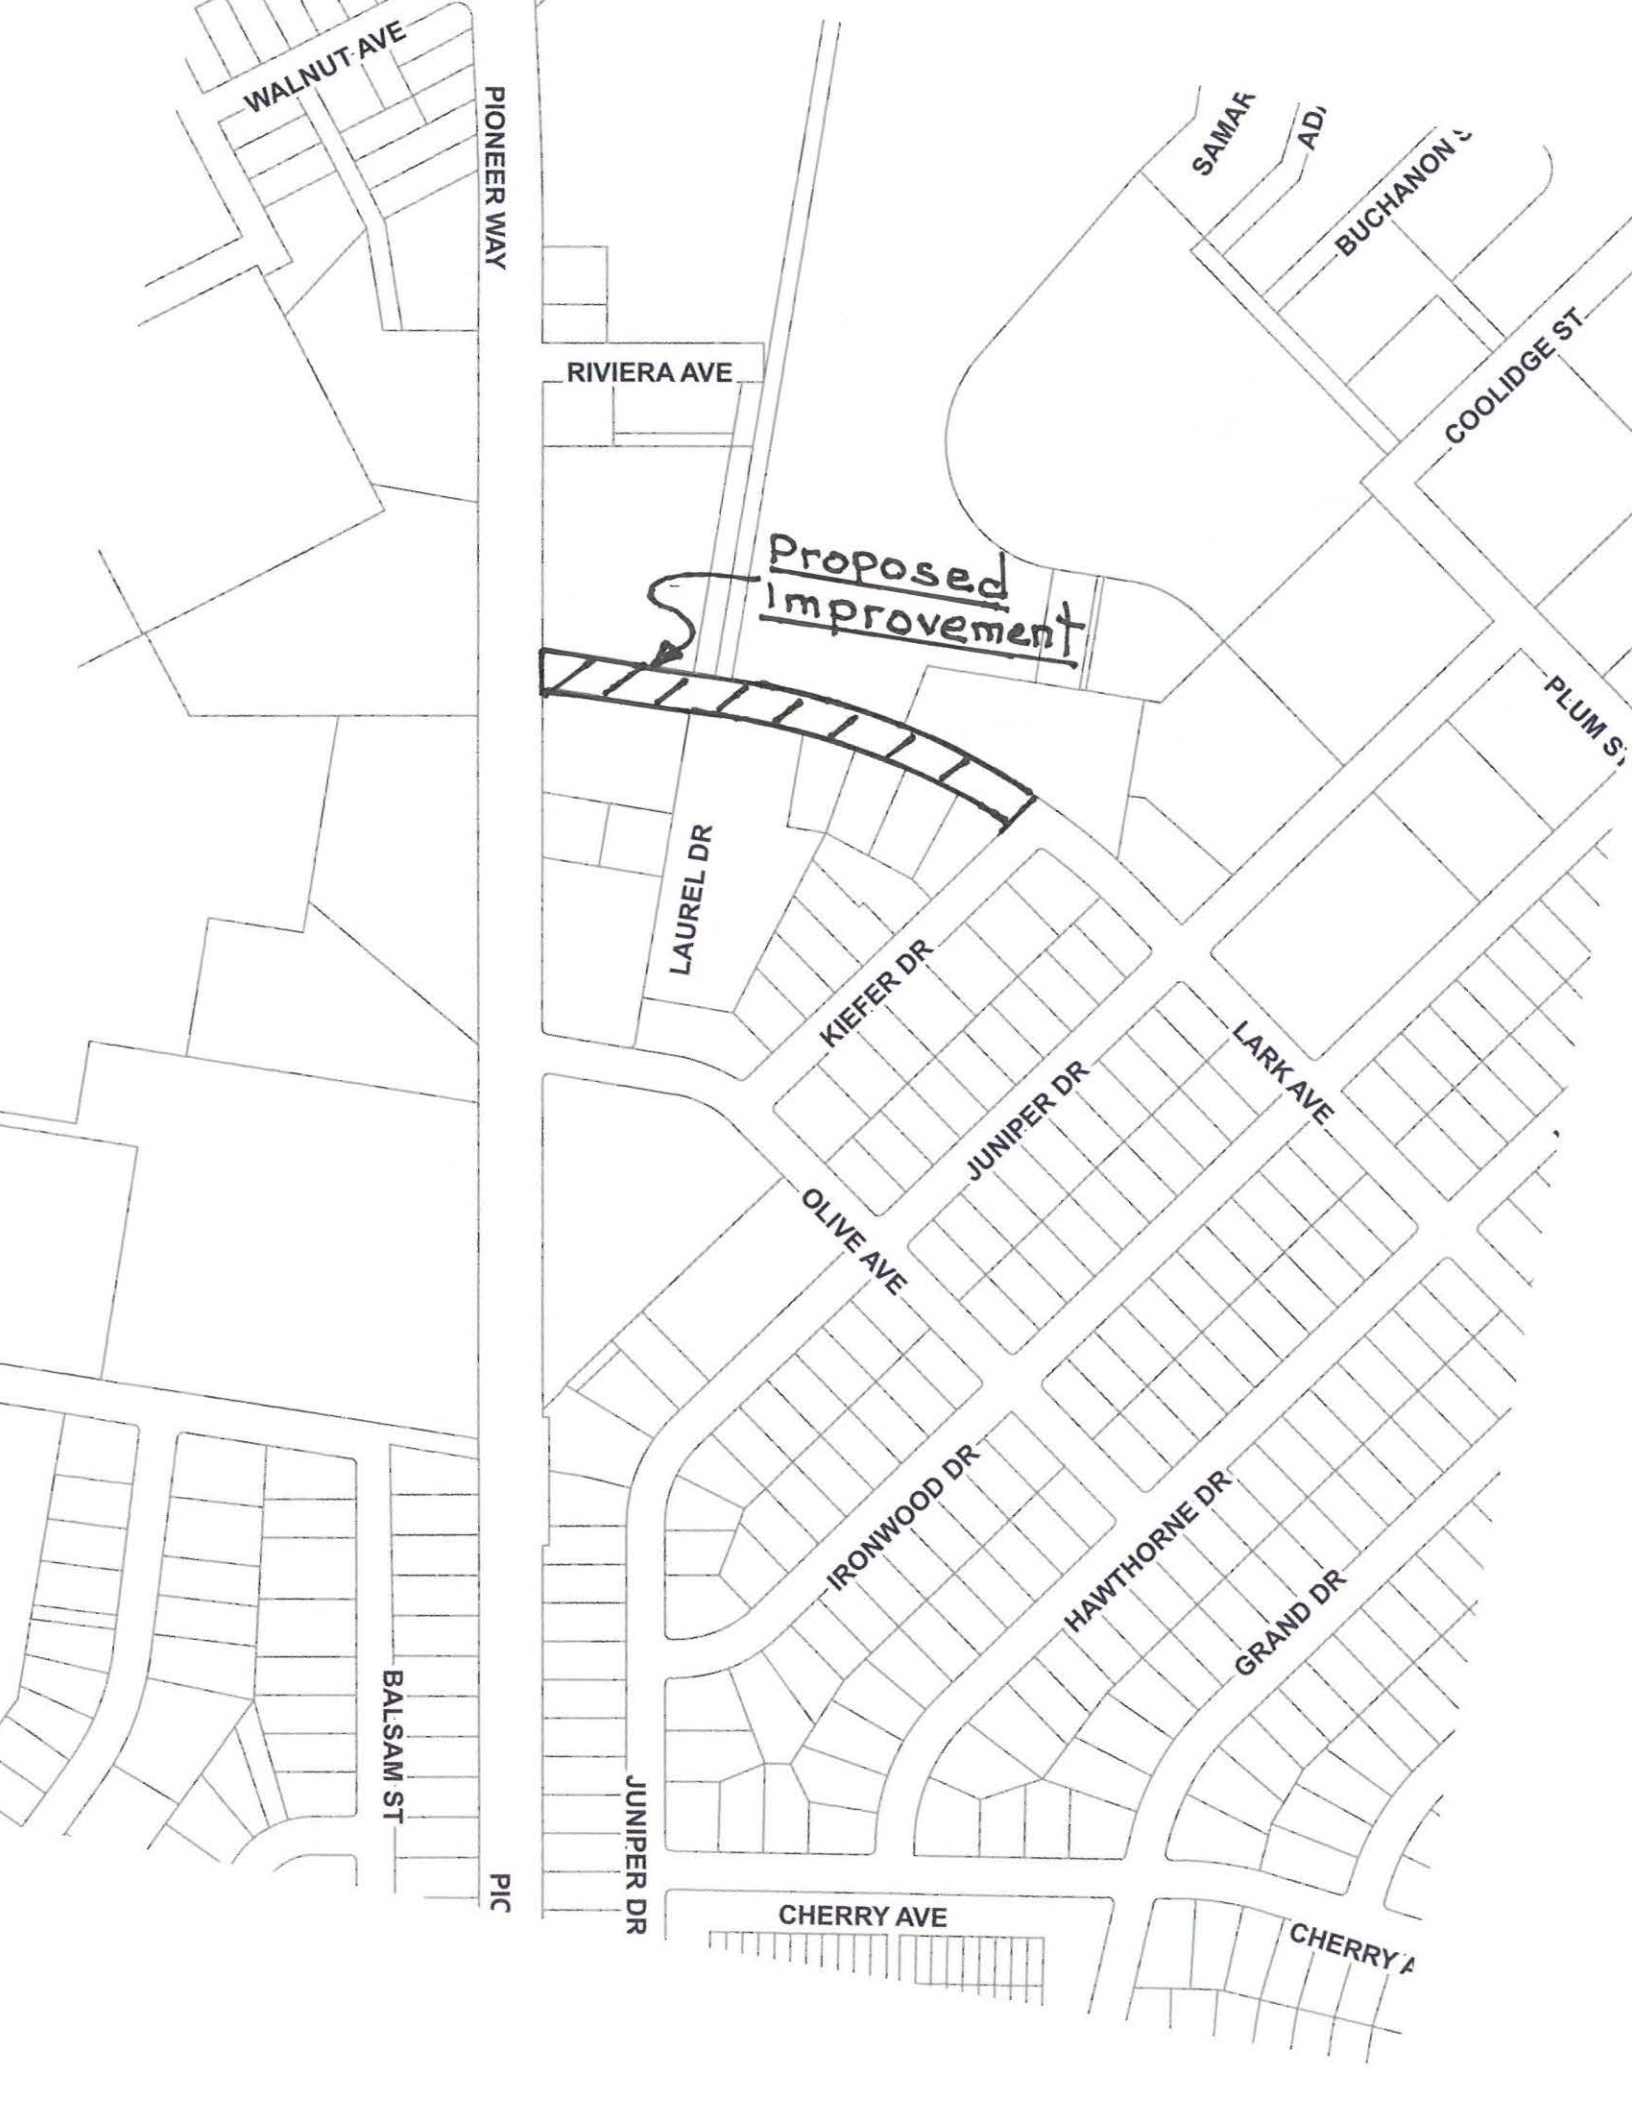 WALNUT AVE
PIONEER WAY
SAMAR
AD
BUCHANON S
RIVIERA AVE
COOLIDGE ST
Proposed
Improvement
PLUM ST
LAUREL DR
KIEFER DR
LARK AVE
JUNIPER DR
OLIVE AVE
IRONWOOD DR
HAWTHORNE DR
GRAND DR
BALSAM ST
JUNIPER DR
PIC
CHERRY AVE
CHERRY A